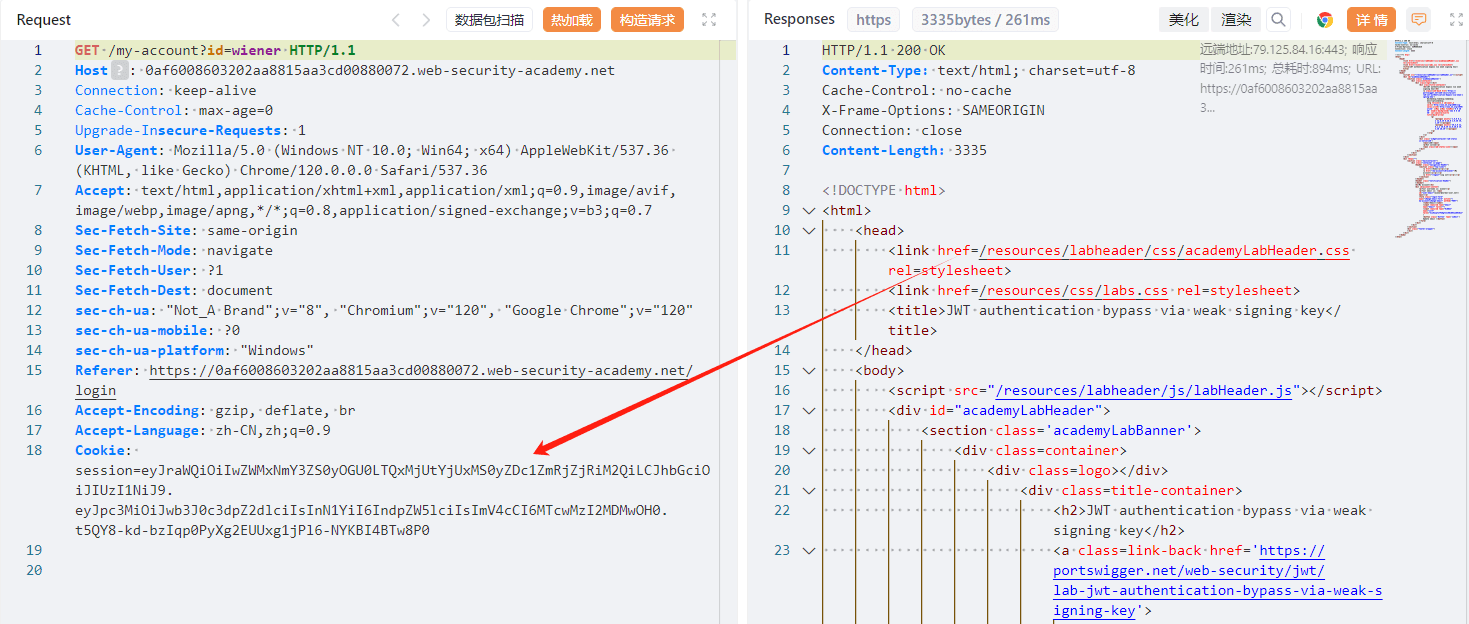 Request
数据包扫描
热加载
构造请求
1 GET /my-account?id=wiener HTTP/1.1
2 Host ? : 0af6008603202aa8815aa3cd00880072.web-security-academy.net
3 Connection: keep-alive
4 Cache-Control: max-age=0
5 Upgrade-Insecure-Requests: 1
6 User-Agent: Mozilla/5.0 (Windows NT 10.0; Win64; x64) AppleWebKit/537.36
(KHTML, like Gecko) Chrome/120.0.0.0 Safari/537.36
7 Accept: text/html,application/xhtml+xml,application/xml;q=0.9,image/avif,
image/webp,image/apng,*/*;q=0.8,application/signed-exchange;v=b3;q=0.7
8 Sec-Fetch-Site: same-origin
9 Sec-Fetch-Mode: navigate
10 Sec-Fetch-User: ?1
11 Sec-Fetch-Dest: document
12 sec-ch-ua: "Not_A Brand";v="8", "Chromium";v="120", "Google Chrome";v="120"
13 sec-ch-ua-mobile: ?0
14 sec-ch-ua-platform: "Windows"
15 Referer: https://0af6008603202aa8815aa3cd00880072.web-security-academy.net/
login
16 Accept-Encoding: gzip, deflate, br
17 Accept-Language: zh-CN,zh;q=0.9
18 Cookie:
session=eyJraWQiOiIwZWMxNmY3ZS0yOGU0LTQxMjUtYjUxMS0yZDc1ZmRjZjRiM2QiLCJhbGciO
iJIUzI1NiJ9.
eyJpc3MiOiJwb3J0c3dpZ2dlciIsInN1YiI6IndpZW5lciIsImV4cCI6MTcwMzI2MDMwOH0.
t5QY8-kd-bzIqp0PyXg2EUUxg1jPl6-NYKBI4BTw8P0
19
20
Responses
https
3335bytes / 261ms
美化
渲染
详情
远端地址:79.125.84.16:443; 响应
时间:261ms; 总耗时:894ms; URL:
https://0af6008603202aa8815aa
3...
1 HTTP/1.1 200 OK
2 Content-Type: text/html; charset=utf-8
3 Cache-Control: no-cache
4 X-Frame-Options: SAMEORIGIN
5 Connection: close
6 Content-Length: 3335
7
8 <!DOCTYPE html>
9 <html>
10 <head>
11 <link href=/resources/labheader/css/academyLabHeader.css
rel=stylesheet>
12 <link href=/resources/css/labs.css rel=stylesheet>
13 <title>JWT authentication bypass via weak signing key</
title>
14 </head>
15 <body>
16 <script src="/resources/labheader/js/labHeader.js"></script>
17 <div id="academyLabHeader">
18 <section class='academyLabBanner'>
19 <div class=container>
20 <div class=logo></div>
21 <div class=title-container>
22 <h2>JWT authentication bypass via weak
signing key</h2>
23 <a class=link-back href='https://
portswigger.net/web-security/jwt/
lab-jwt-authentication-bypass-via-weak-s
igning-key'>